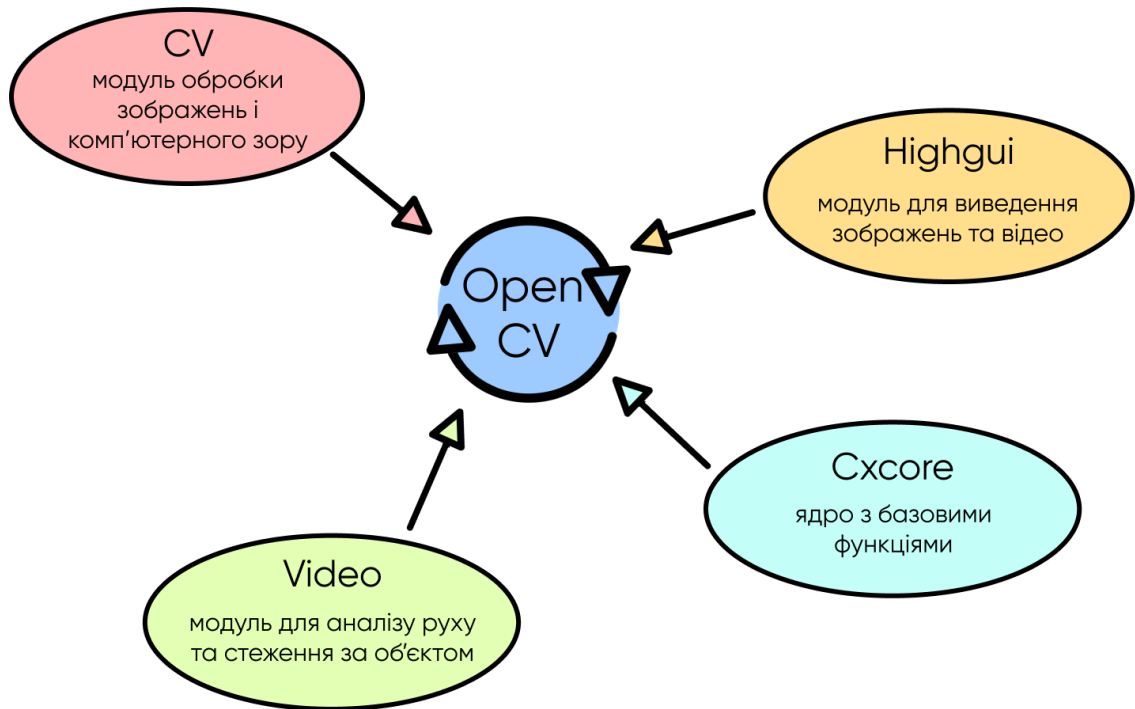 CV
модуль обробки
зображень і
комп'ютерного зору
Highgui
модуль для виведення
зображень та відео
Open
CV
Cxcore
ядро з базовими
функціями
Video
модуль для аналізу руху
та стеження за об'єктом